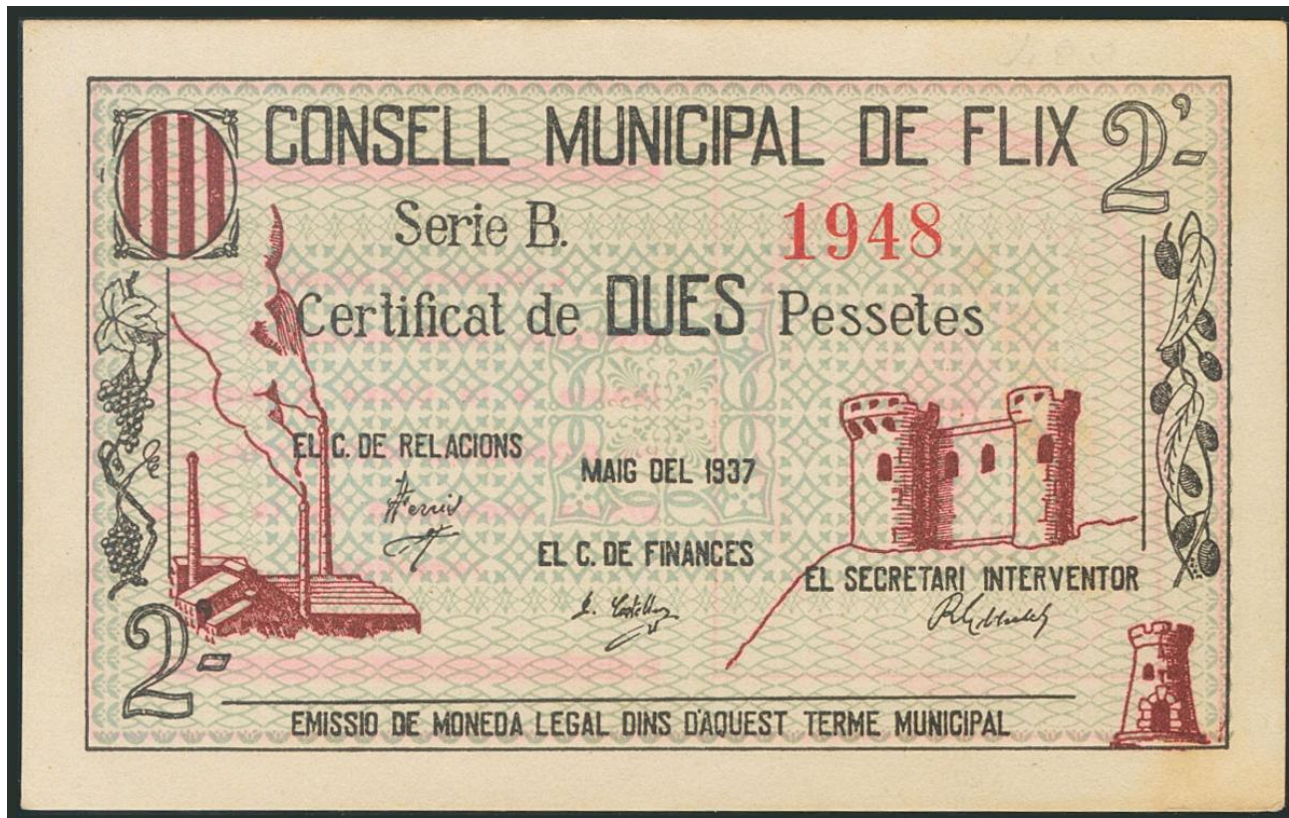 CONSELL MUNICIPAL DE FLIX 2'-
Serie B. 1948
Certificat de DUES Pessetes
EL C. DE RELACIONS
MAIG DEL 1937
EL C. DE FINANCES
EL SECRETARI INTERVENTOR
2'-
EMISSIO DE MONEDA LEGAL DINS D'AQUEST TERME MUNICIPAL